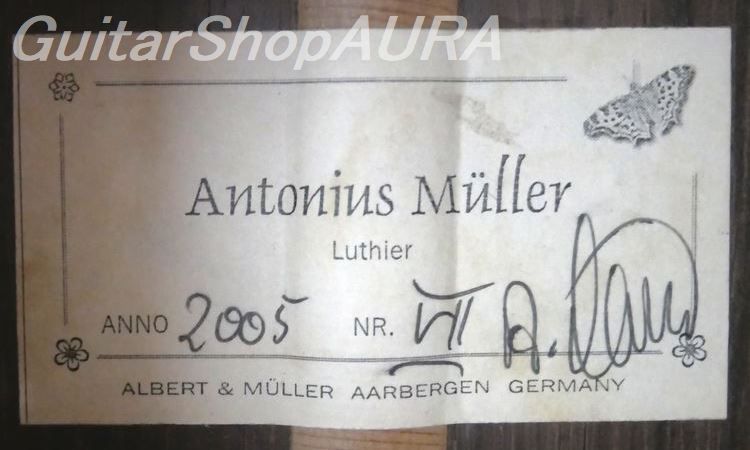 GuitarShopAURA
Antonius Müller
Luthier
ANNO 2005 NR. VII
ALBERT & MÜLLER AARBERGEN GERMANY